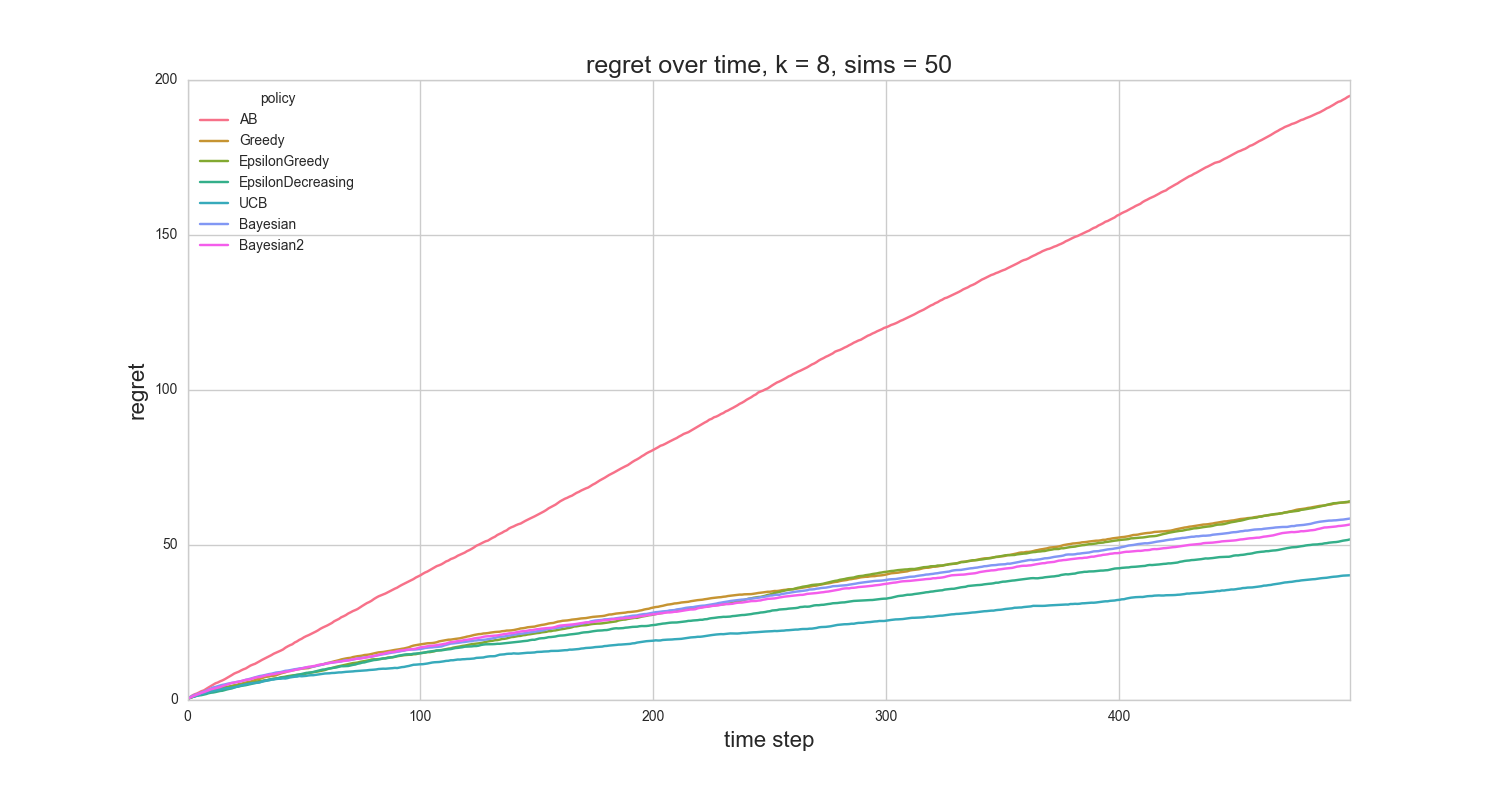 regret over time, k = 8, sims = 50
200
150
100
50
0
regret
policy
AB
Greedy
EpsilonGreedy
EpsilonDecreasing
UCB
Bayesian
Bayesian2
0
100
200
300
400
time step